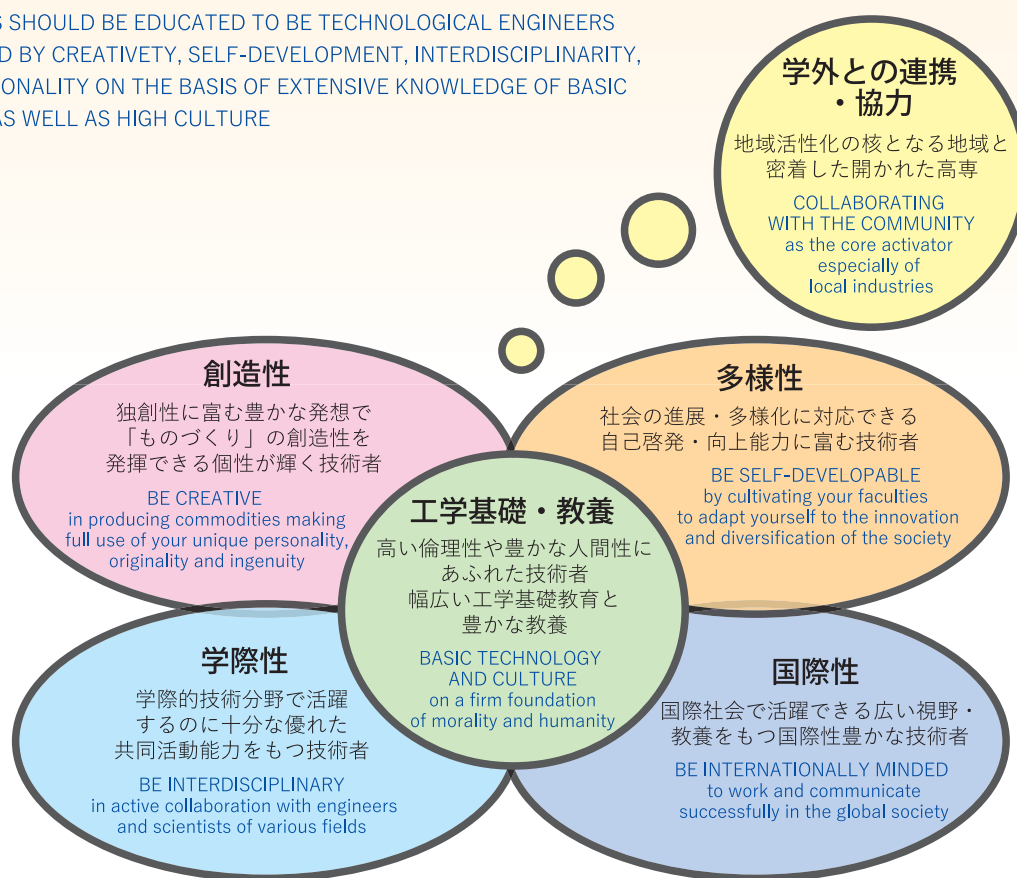 S SHOULD BE EDUCATED TO BE TECHNOLOGICAL ENGINEERS
D BY CREATIVETY, SELF-DEVELOPMENT, INTERDISCIPLINARITY,
ONALITY ON THE BASIS OF EXTENSIVE KNOWLEDGE OF BASIC
AS WELL AS HIGH CULTURE
学外との連携
・協力
地域活性化の核となる地域と
密着した開かれた高専
COLLABORATING
WITH THE COMMUNITY
as the core activator
especially of
local industries
創造性
独創性に富む豊かな発想で
「ものづくり」の創造性を
発揮できる個性が輝く技術者
BE CREATIVE
in producing commodities making
full use of your unique personality,
originality and ingenuity
多様性
社会の進展・多様化に対応できる
自己啓発・向上能力に富む技術者
BE SELF-DEVELOPABLE
by cultivating your faculties
to adapt yourself to the innovation
and diversification of the society
工学基礎・教養
高い倫理性や豊かな人間性に
あふれた技術者
幅広い工学基礎教育と
豊かな教養
BASIC TECHNOLOGY
AND CULTURE
on a firm foundation
of morality and humanity
学際性
学際的技術分野で活躍
するのに十分な優れた
共同活動能力をもつ技術者
BE INTERDISCIPLINARY
in active collaboration with engineers
and scientists of various fields
国際性
国際社会で活躍できる広い視野・
教養をもつ国際性豊かな技術者
BE INTERNATIONALLY MINDED
to work and communicate
successfully in the global society